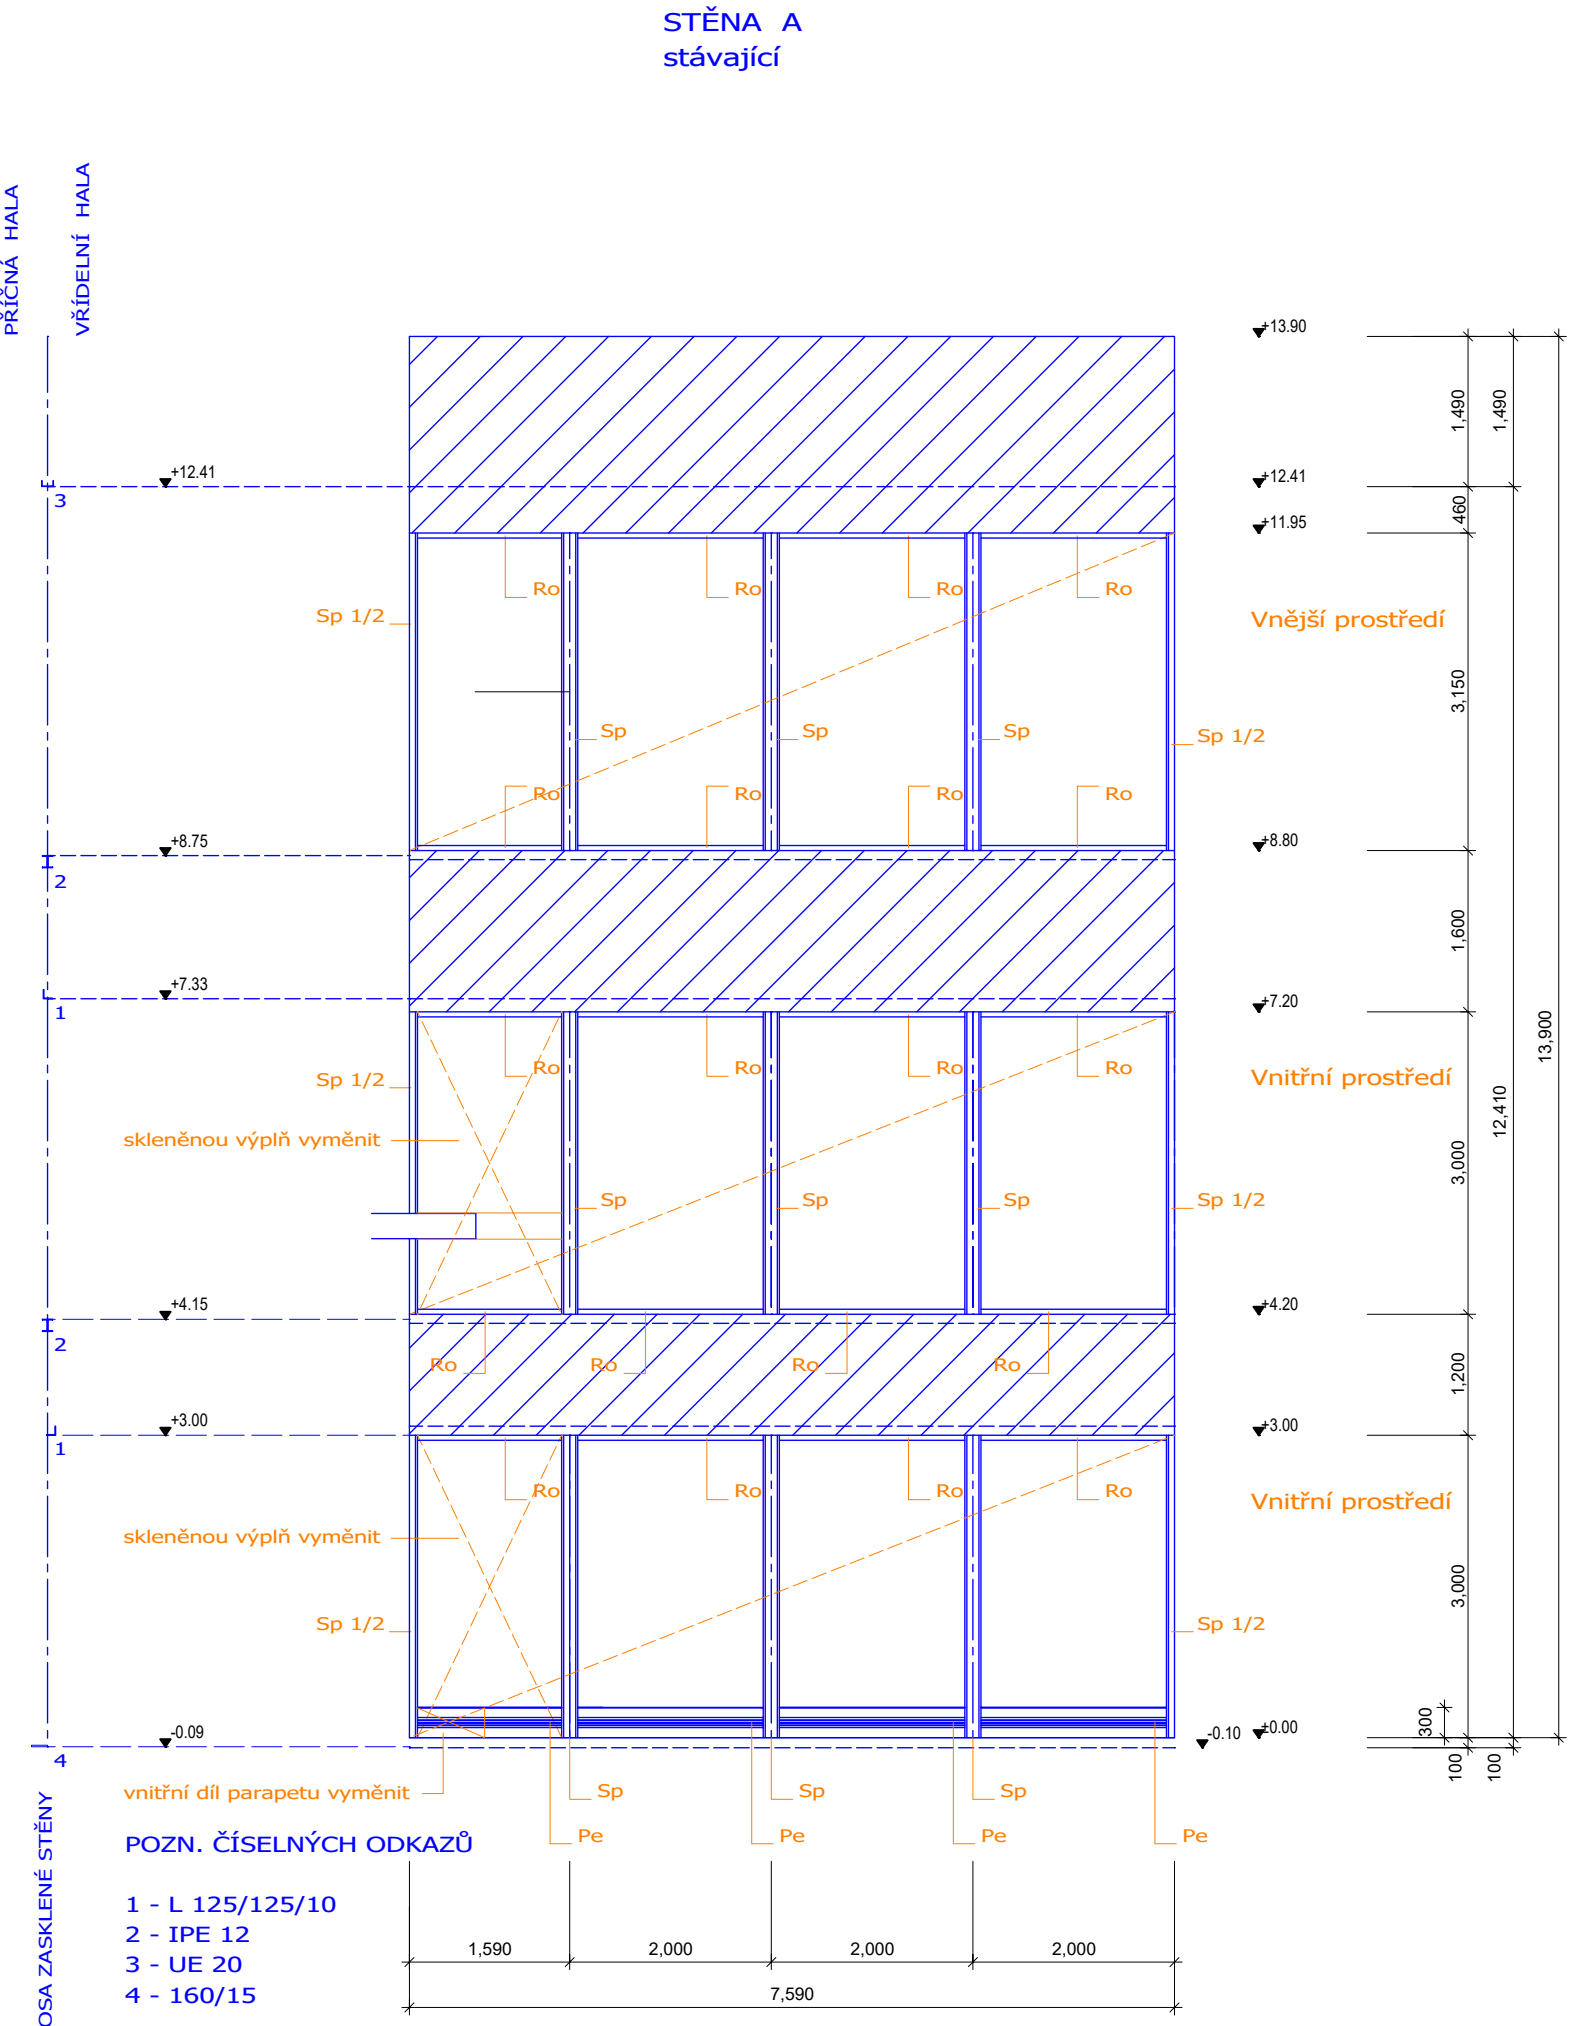 STĚNA A
stávající
PŘÍČNÁ HALA
VŘÍDELNÍ HALA
+13.90
1,490
1,490
+12.41
3
+12.41
460
+11.95
Ro
Ro
Ro
Ro
Sp 1/2
Vnější prostředí
3,150
Sp
Sp
Sp
Sp 1/2
Ro
Ro
Ro
Ro
+8.75
+8.80
2
1,600
+7.33
+7.20
1
13,900
Ro
Ro
Ro
Ro
Sp 1/2
Vnitřní prostředí
12,410
skleněnou výplň vyměnit
3,000
Sp
Sp
Sp
Sp 1/2
+4.15
+4.20
2
Ro
Ro
Ro
Ro
1,200
+3.00
+3.00
1
Ro
Ro
Ro
Ro
Vnitřní prostředí
skleněnou výplň vyměnit
3,000
Sp 1/2
Sp 1/2
300
-0.09
-0.10
±0.00
4
100
100
vnitřní díl parapetu vyměnit
Sp
Sp
Sp
Pe
Pe
Pe
Pe
OSA ZASKLENÉ STĚNY
POZN. ČÍSELNÝCH ODKAZŮ
1 - L 125/125/10
2 - IPE 12
3 - UE 20
4 - 160/15
1,590
2,000
2,000
2,000
7,590